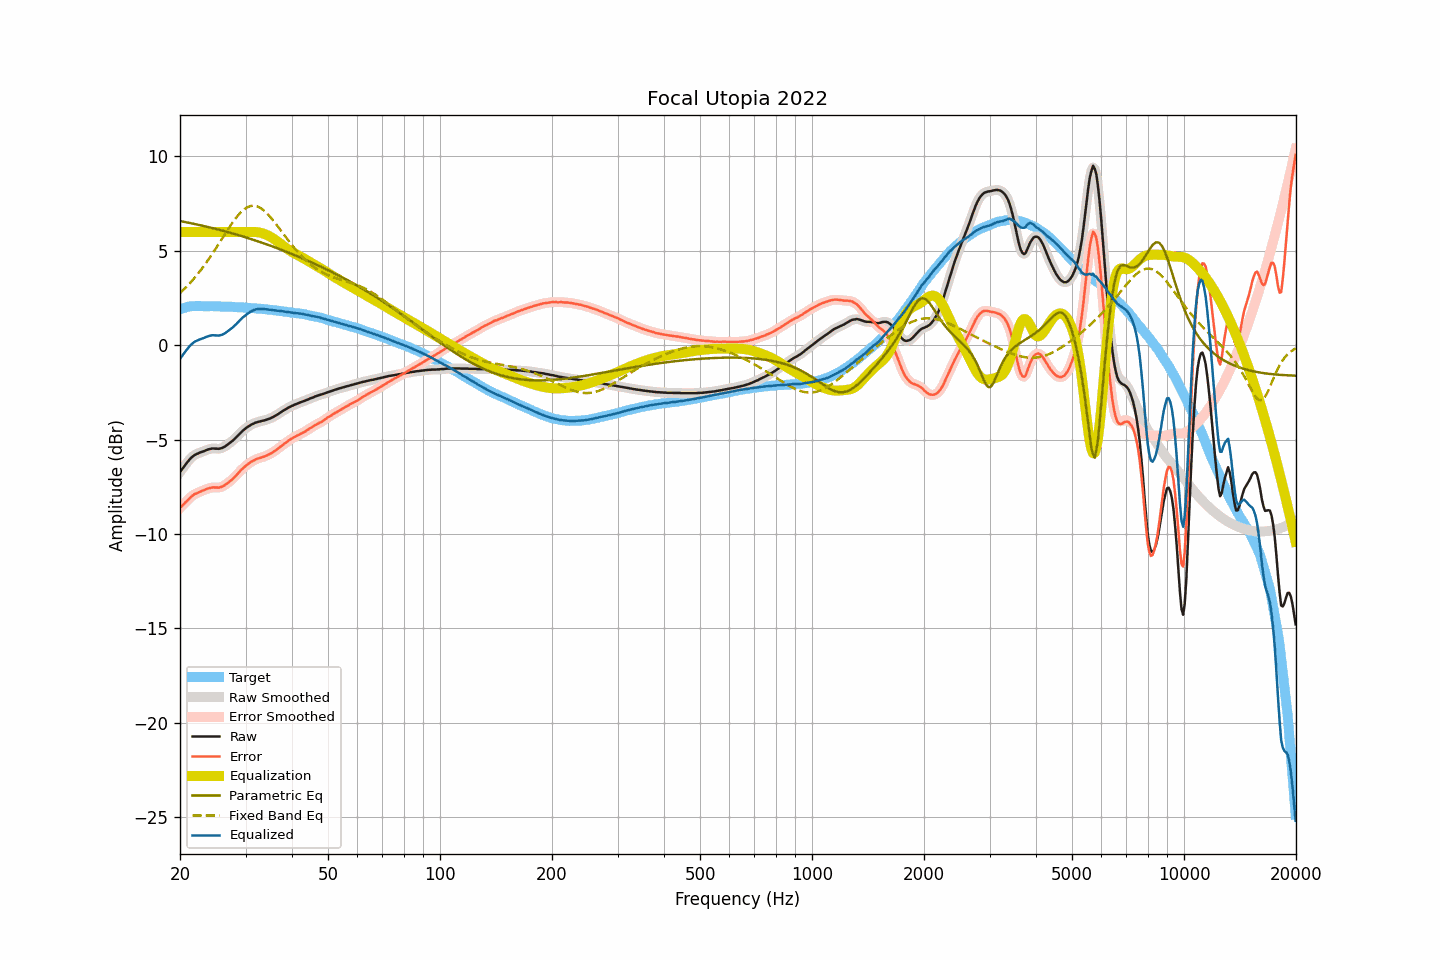 Focal Utopia 2022
Amplitude (dBr)
10
5
0
−5
−10
−15
−20
−25
Target
Raw Smoothed
Error Smoothed
Raw
Error
Equalization
Parametric Eq
Fixed Band Eq
Equalized
20 50 100 200 500 1000 2000 5000 10000 20000
Frequency (Hz)